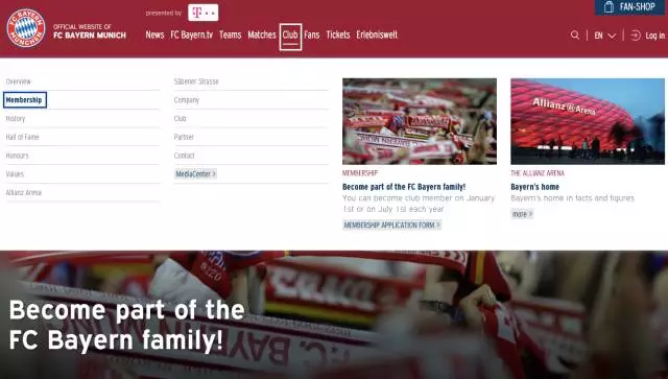 FC BAYERN
MÜNCHEN
OFFICIAL WEBSITE OF
FC BAYERN MUNICH
presented by
T
FAN-SHOP
News FC Bayern.tv Teams Matches Club Fans Tickets Erlebniswelt
EN
Log in
Overview
Membership
History
Hall of Fame
Honours
Values
Allianz Arena
Säbener Strasse
Company
Club
Partner
Contact
MediaCenter >
MEMBERSHIP
Become part of the FC Bayern family!
You can become club member on January
1st or on July 1st each year
MEMBERSHIP APPLICATION FORM >
Allianz Arena
THE ALLIANZ ARENA
Bayern's home
Bayern's home in facts and figures
more >
Become part of the
FC Bayern family!